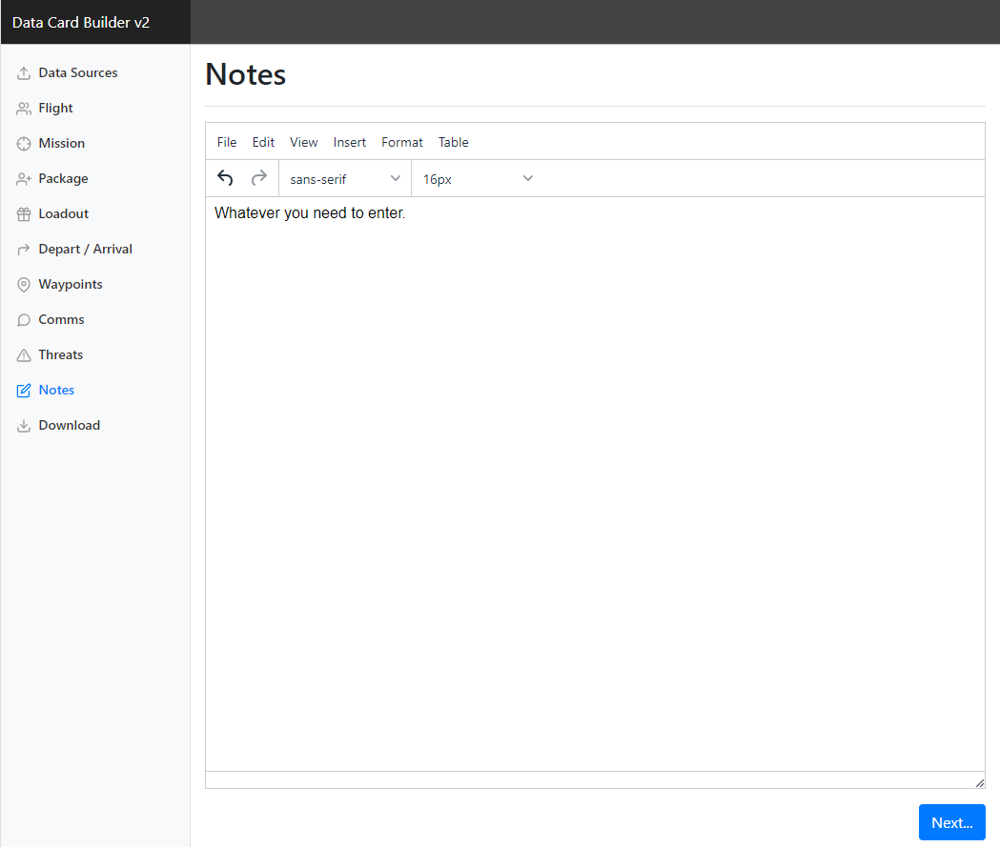 Data Card Builder v2
Data Sources
Flight
Mission
Package
Loadout
Depart / Arrival
Waypoints
Comms
Threats
Notes
Download
Notes
File Edit View Insert Format Table
sans-serif 16px
Whatever you need to enter.
Next...